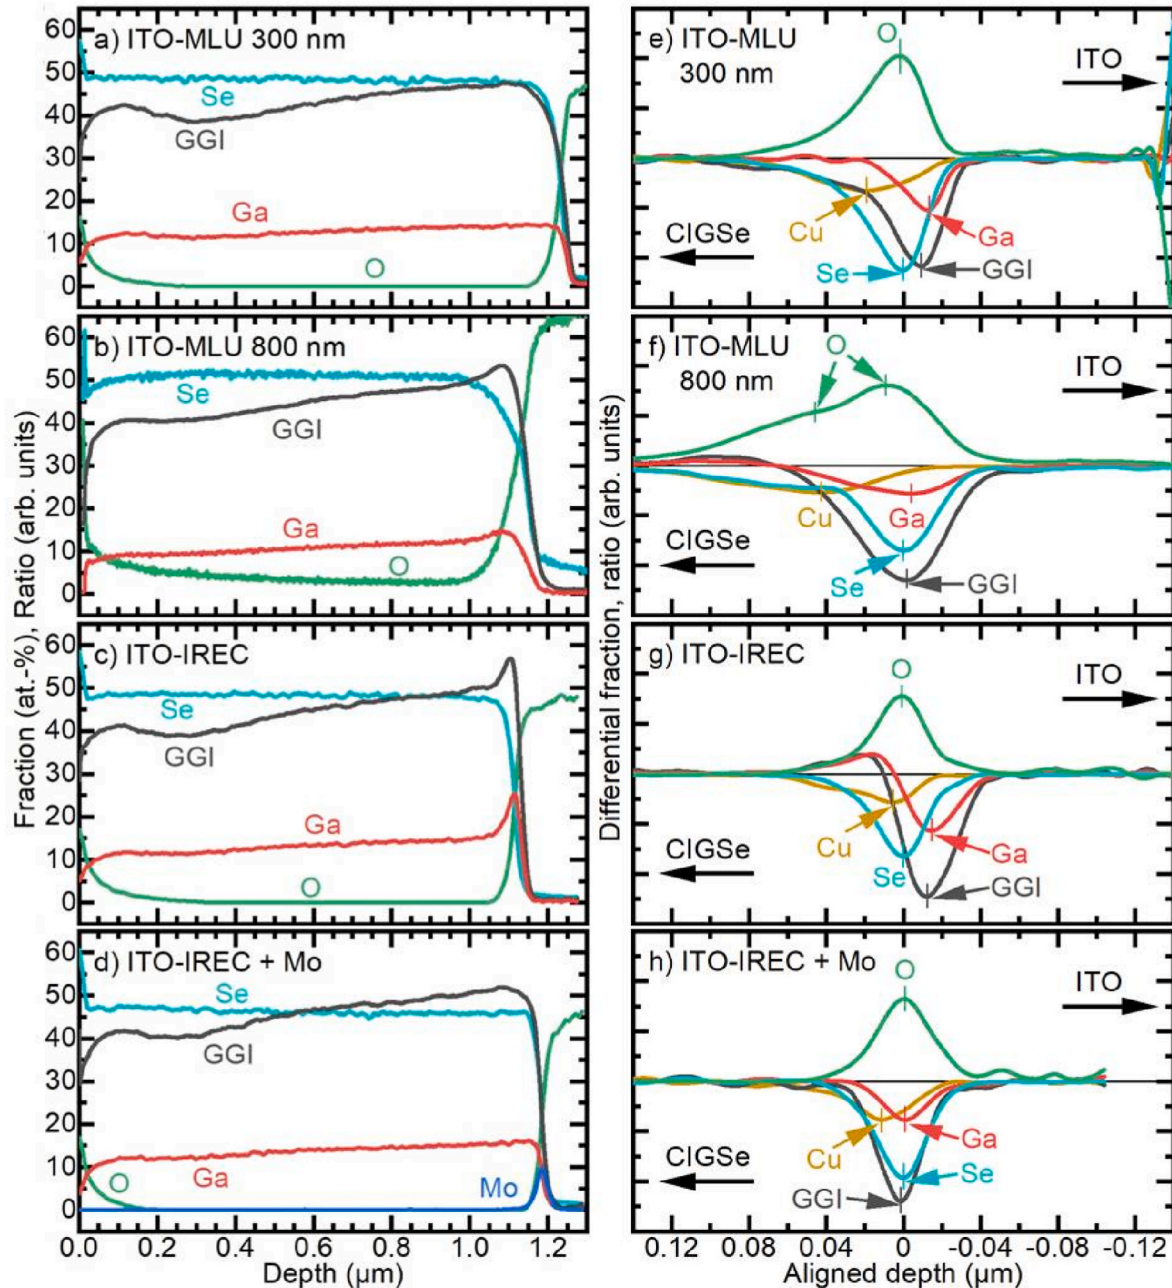 Fraction (at.-%), Ratio (arb. units)
a) ITO-MLU 300 nm
60
50
40
30
20
10
0
Se
GGI
Ga
O
b) ITO-MLU 800 nm
60
50
40
30
20
10
0
Se
GGI
Ga
O
c) ITO-IREC
60
50
40
30
20
10
0
Se
GGI
Ga
O
d) ITO-IREC + Mo
60
50
40
30
20
10
0
Se
GGI
Ga
O
Mo
0.0 0.2 0.4 0.6 0.8 1.0 1.2
Depth (µm)
Differential fraction, ratio (arb. units)
e) ITO-MLU
300 nm
O
ITO
Cu
Ga
CIGSe
Se
GGI
f) ITO-MLU
800 nm
O
ITO
Cu
Ga
CIGSe
Se
GGI
g) ITO-IREC
O
ITO
Cu
Ga
CIGSe
Se
GGI
h) ITO-IREC + Mo
O
ITO
Cu
Ga
CIGSe
Se
GGI
0.12 0.08 0.04 0 -0.04 -0.08 -0.12
Aligned depth (µm)